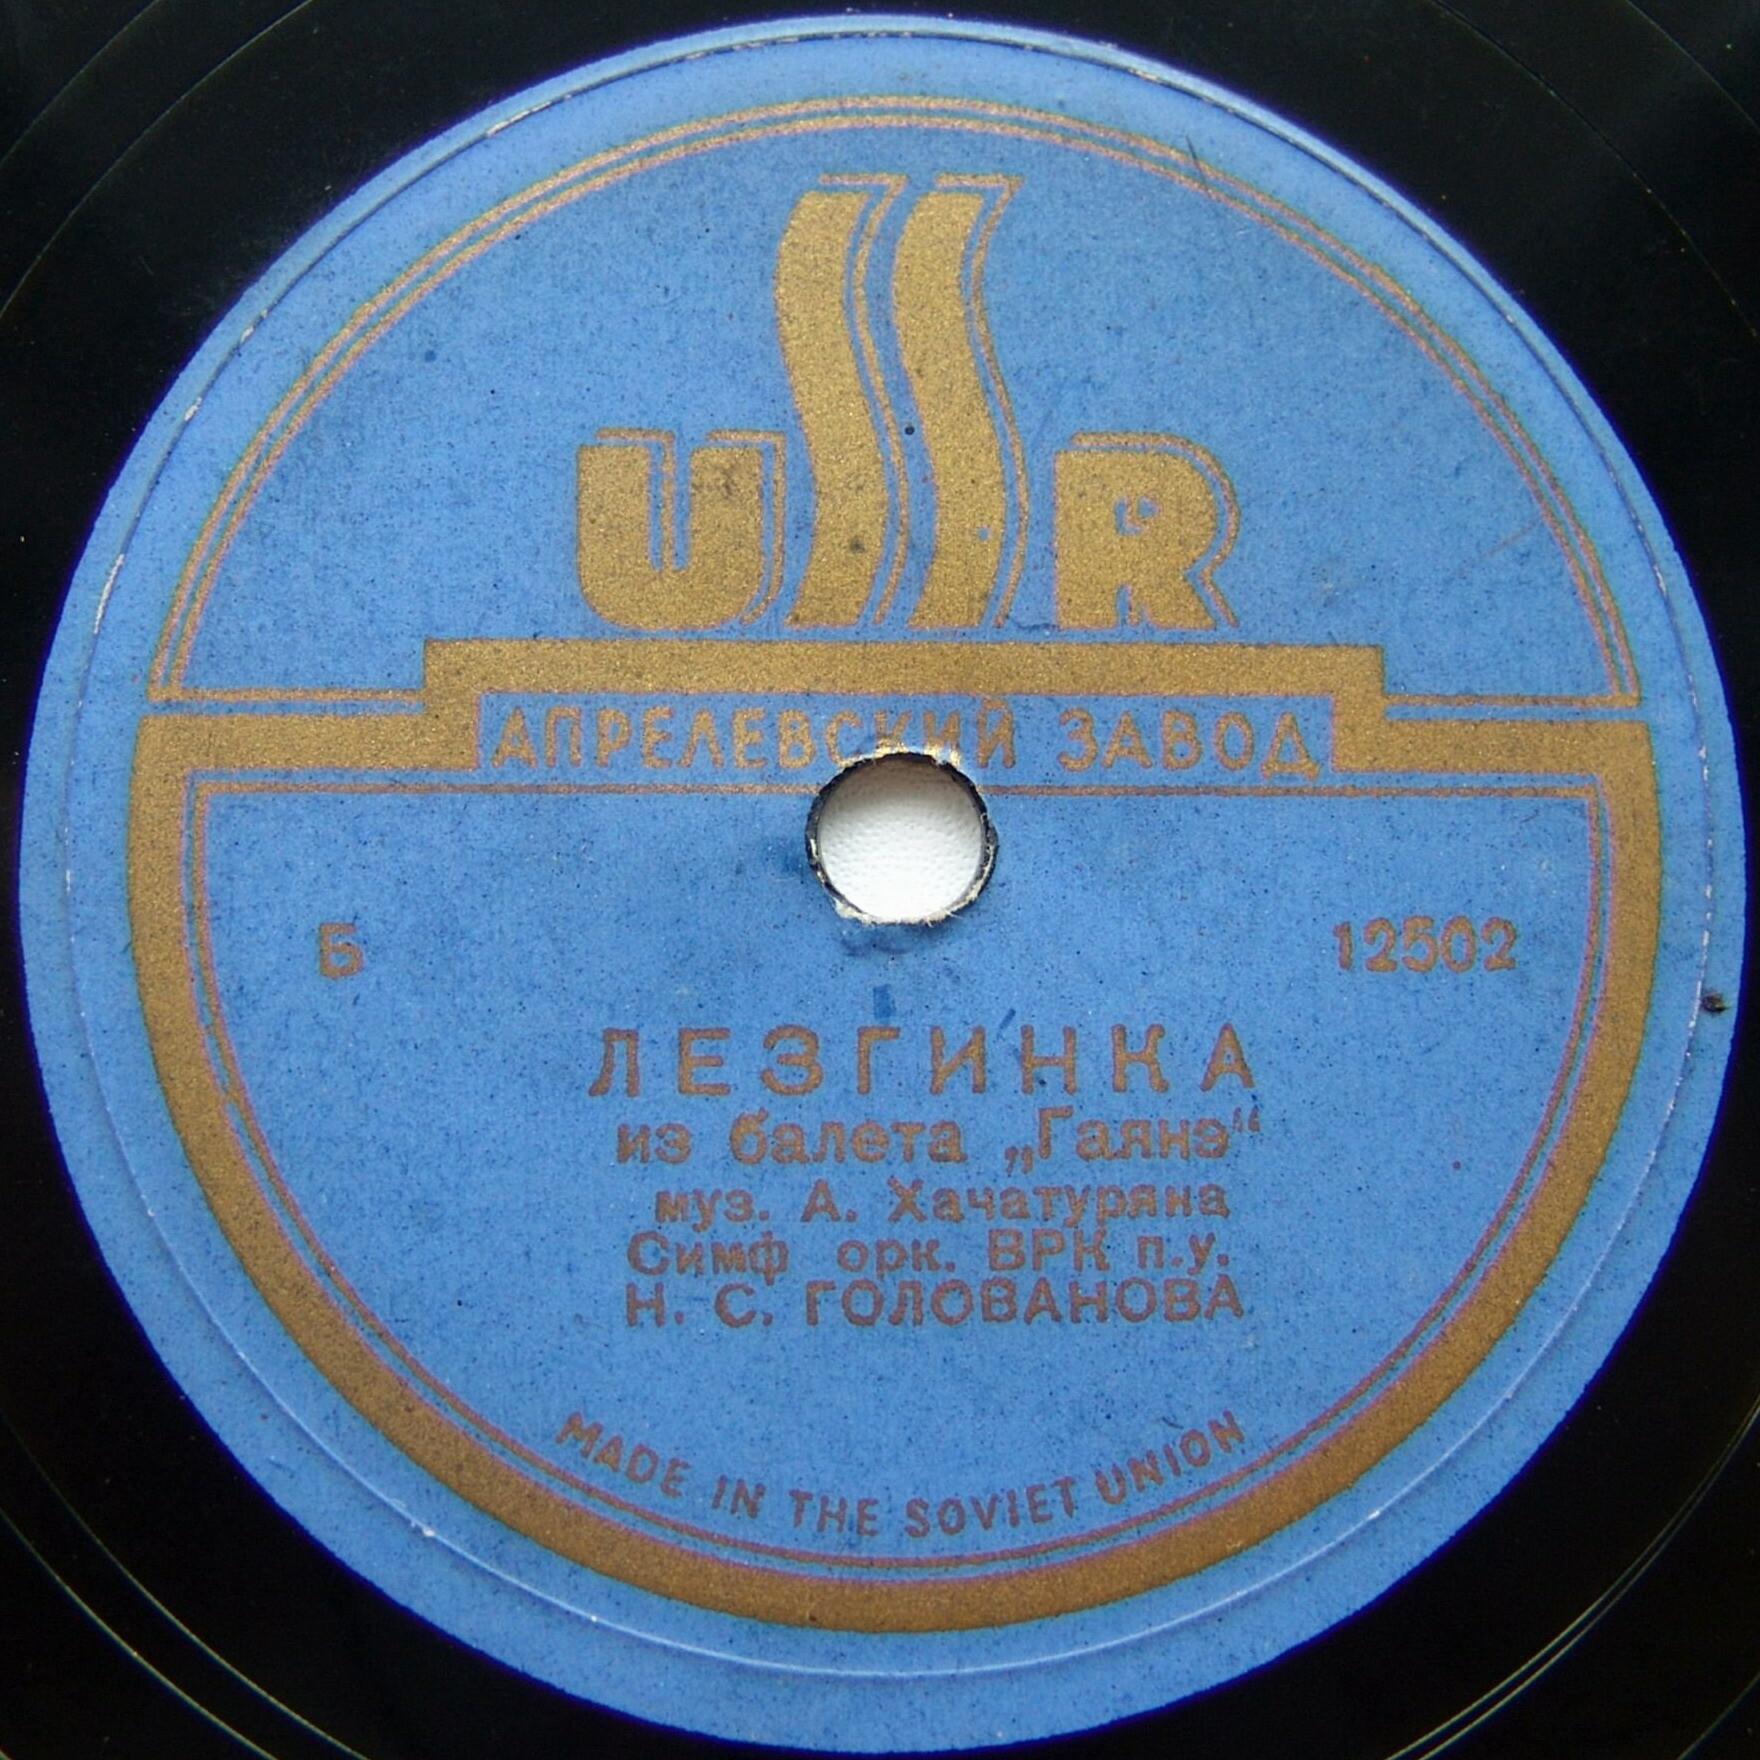 USSR
АПРЕЛЕВСКИЙ ЗАВОД
Б 12502
ЛЕЗГИНКА
из балета „Гаянэ“
муз. А. Хачатуряна
Симф орк. ВРК п.у.
Н. С. ГОЛОВАНОВА
MADE IN THE SOVIET UNION